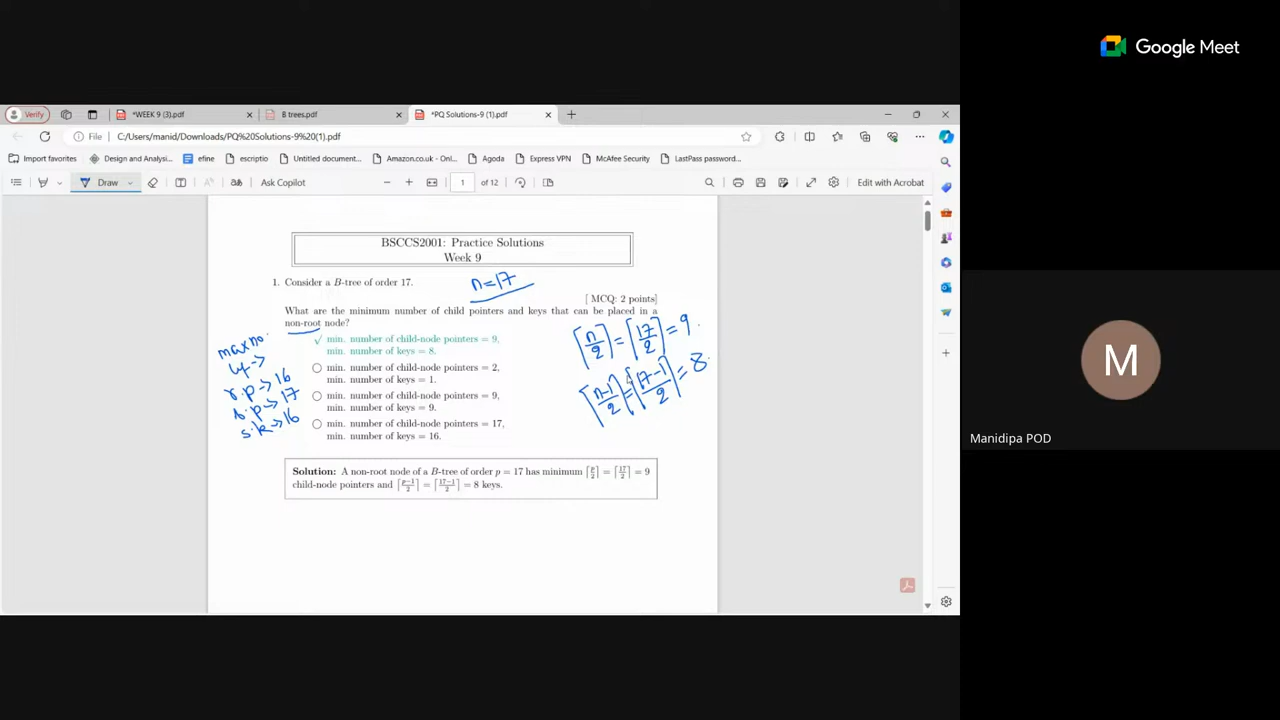 Google Meet
Verify
*WEEK 9 (3).pdf
B trees.pdf
*PQ Solutions-9 (1).pdf
File
C:/Users/manid/Downloads/PQ%20Solutions-9%20(1).pdf
Import favorites
Design and Analysi...
efine
escriptio
Untitled document...
Amazon.co.uk - Onl...
Agoda
Express VPN
McAfee Security
LastPass password...
Draw
Ask Copilot
1 of 12
Edit with Acrobat
BSCCS2001: Practice Solutions
Week 9
1. Consider a B-tree of order 17.
n=17
[ MCQ: 2 points]
What are the minimum number of child pointers and keys that can be placed in a
non-root node?
✓ min. number of child-node pointers = 9,
min. number of keys = 8.
min. number of child-node pointers = 2,
min. number of keys = 1.
min. number of child-node pointers = 9,
min. number of keys = 9.
min. number of child-node pointers = 17,
min. number of keys = 16.
max no.
r.p → 16
→ 17
s.k → 16
⌈n/2⌉ = ⌈17/2⌉ = 9.
⌈n-1/2⌉ = ⌈17-1/2⌉ = 8.
Solution: A non-root node of a B-tree of order p = 17 has minimum ⌈p/2⌉ = ⌈17/2⌉ = 9
child-node pointers and ⌈p-1/2⌉ = ⌈17-1/2⌉ = 8 keys.
M
Manidipa POD